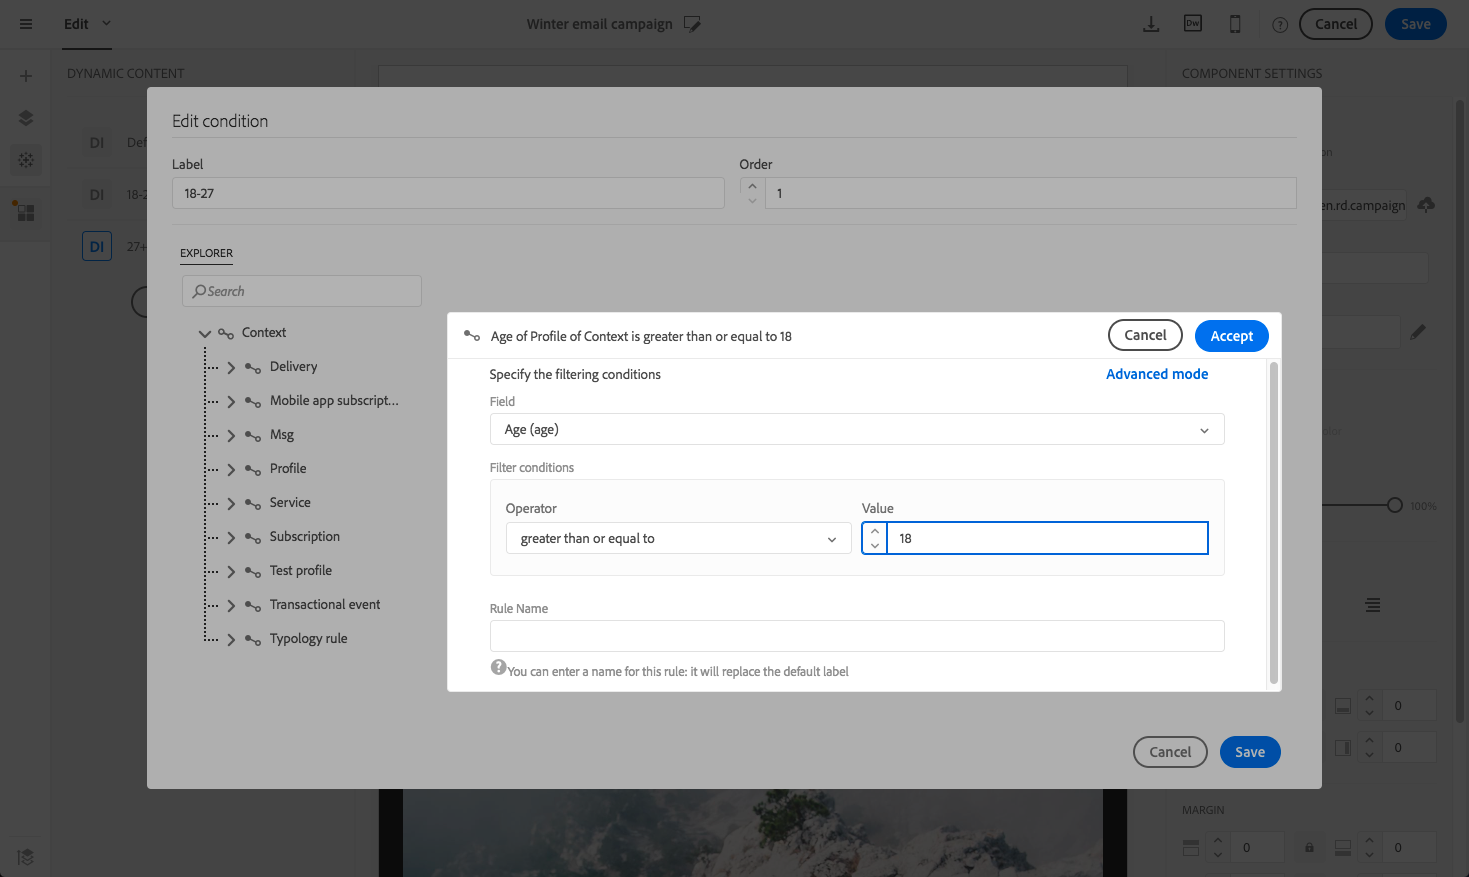 Edit
Winter email campaign
Dw
?
Cancel
Save
DYNAMIC CONTENT
COMPONENT SETTINGS
Edit condition
DI
Label
Order
DI
18-27
1
en.rd.campaign
DI
27+
EXPLORER
Search
Context
Delivery
Mobile app subscript...
Msg
Profile
Service
Subscription
Test profile
Transactional event
Typology rule
Age of Profile of Context is greater than or equal to 18
Cancel
Accept
Specify the filtering conditions
Advanced mode
Field
Age (age)
Filter conditions
Operator
Value
greater than or equal to
18
Rule Name
?
You can enter a name for this rule: it will replace the default label
100%
0
0
Cancel
Save
MARGIN
0
0